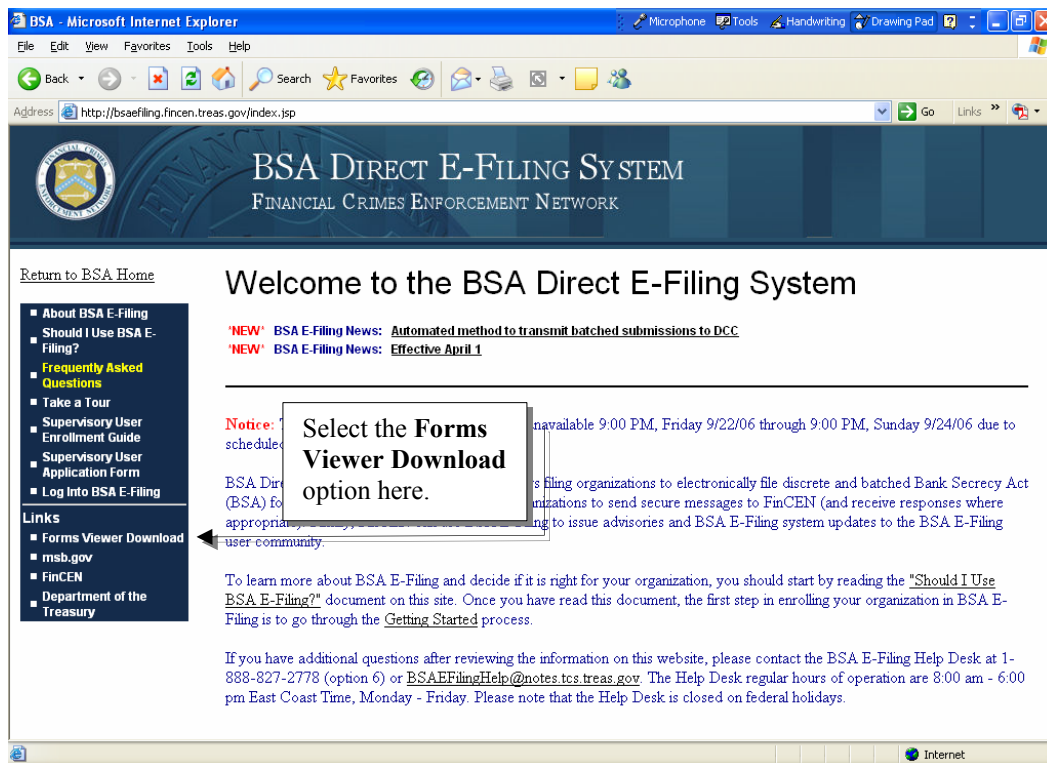 BSA - Microsoft Internet Explorer
Microphone Tools Handwriting Drawing Pad
File Edit View Favorites Tools Help
Back Search Favorites
Address http://bsaefiling.fincen.treas.gov/index.jsp Go Links »
FINANCIAL CRIMES
ENFORCEMENT NETWORK
BSA DIRECT E-FILING SYSTEM
FINANCIAL CRIMES ENFORCEMENT NETWORK
Return to BSA Home
About BSA E-Filing
Should I Use BSA E-
Filing?
Frequently Asked
Questions
Take a Tour
Supervisory User
Enrollment Guide
Supervisory User
Application Form
Log Into BSA E-Filing
Links
Forms Viewer Download
msb.gov
FinCEN
Department of the
Treasury
Welcome to the BSA Direct E-Filing System
*NEW* BSA E-Filing News: Automated method to transmit batched submissions to DCC
*NEW* BSA E-Filing News: Effective April 1
Select the Forms
Viewer Download
option here.
Notice: navailable 9:00 PM, Friday 9/22/06 through 9:00 PM, Sunday 9/24/06 due to
scheduled
BSA Dire s filing organizations to electronically file discrete and batched Bank Secrecy Act
(BSA) fo nizations to send secure messages to FinCEN (and receive responses where
to issue advisories and BSA E-Filing system updates to the BSA E-Filing
user community.
To learn more about BSA E-Filing and decide if it is right for your organization, you should start by reading the "Should I Use
BSA E-Filing?" document on this site. Once you have read this document, the first step in enrolling your organization in BSA E-
Filing is to go through the Getting Started process.
If you have additional questions after reviewing the information on this website, please contact the BSA E-Filing Help Desk at 1-
888-827-2778 (option 6) or BSAEFilingHelp@notes.tcs.treas.gov. The Help Desk regular hours of operation are 8:00 am - 6:00
pm East Coast Time, Monday - Friday. Please note that the Help Desk is closed on federal holidays.
Internet